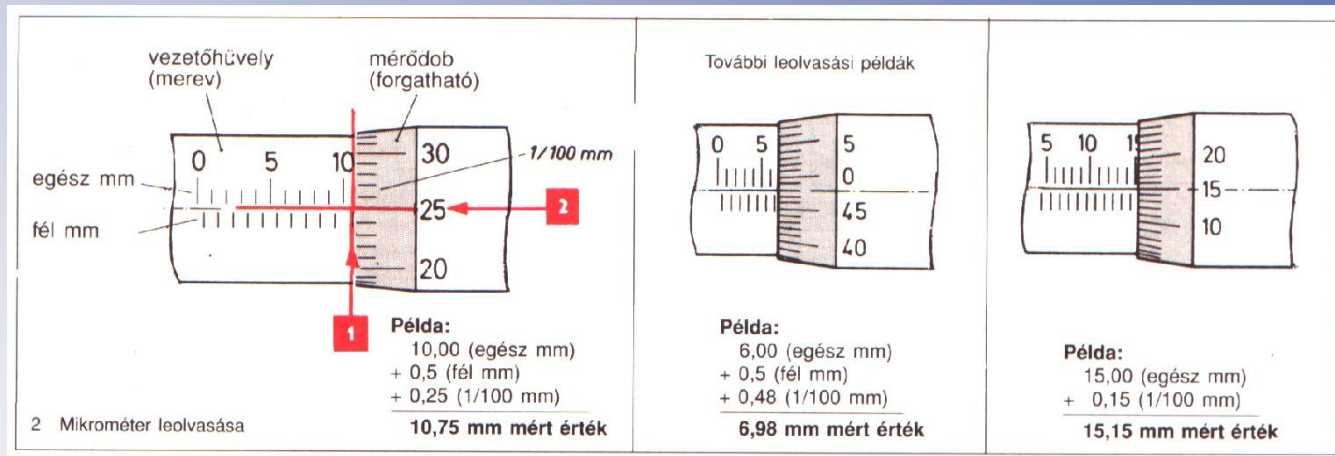 vezetőhüvely
(merev)
mérődob
(forgatható)
0 5 10
30
1/100 mm
egész mm
25
2
fél mm
20
1
Példa:
10,00 (egész mm)
+ 0,5 (fél mm)
+ 0,25 (1/100 mm)
10,75 mm mért érték
2 Mikrométer leolvasása
További leolvasási példák
0 5
5
0
45
40
Példa:
6,00 (egész mm)
+ 0,5 (fél mm)
+ 0,48 (1/100 mm)
6,98 mm mért érték
5 10
20
15
10
Példa:
15,00 (egész mm)
+ 0,15 (1/100 mm)
15,15 mm mért érték